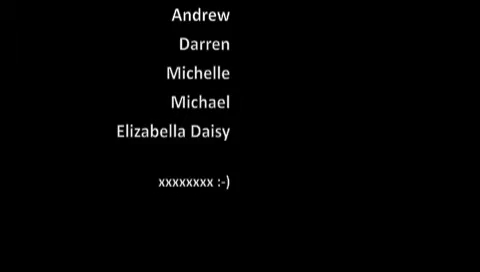 Andrew
Darren
Michelle
Michael
Elizabella Daisy
xxxxxxxx :-)